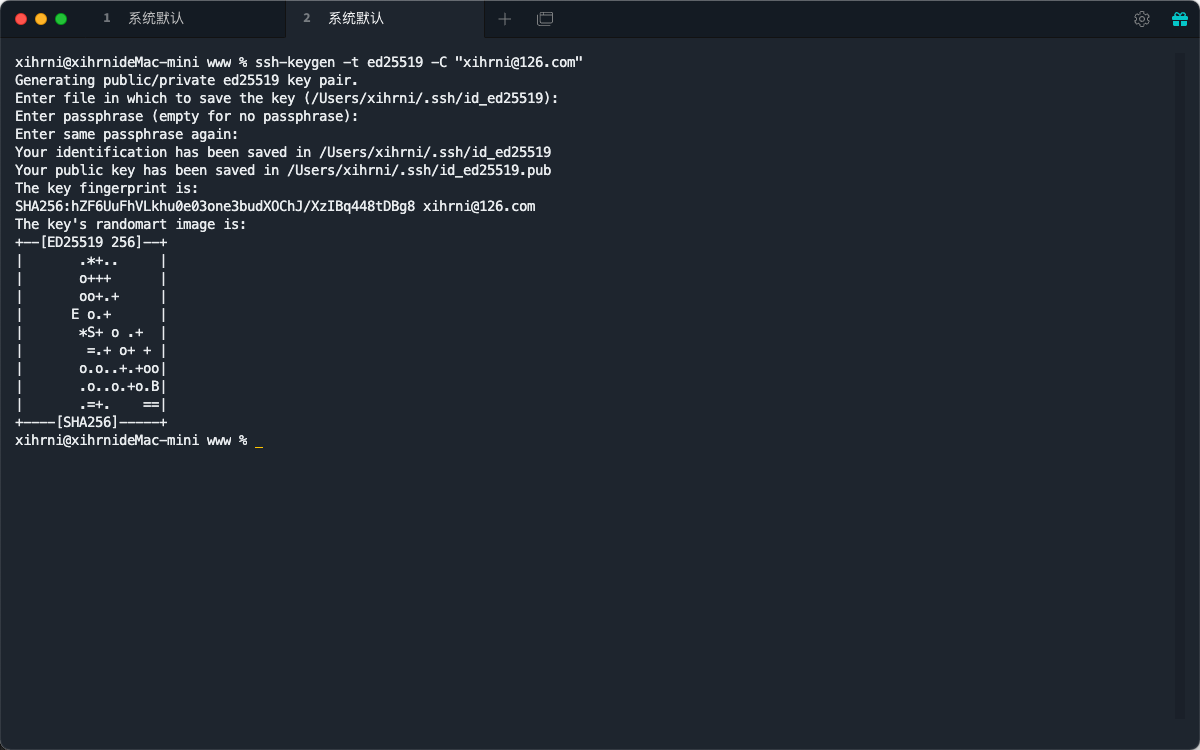 1 系统默认 2 系统默认
xihrni@xihrnideMac-mini www % ssh-keygen -t ed25519 -C "xihrni@126.com"
Generating public/private ed25519 key pair.
Enter file in which to save the key (/Users/xihrni/.ssh/id_ed25519):
Enter passphrase (empty for no passphrase):
Enter same passphrase again:
Your identification has been saved in /Users/xihrni/.ssh/id_ed25519
Your public key has been saved in /Users/xihrni/.ssh/id_ed25519.pub
The key fingerprint is:
SHA256:hZF6UuFhVLkhu0e03one3budXOChJ/XzIBq448tDBg8 xihrni@126.com
The key's randomart image is:
+--[ED25519 256]--+
|       .*+..     |
|       o+++      |
|       oo+.+     |
|      E o.+      |
|       *S+ o .+  |
|        =.+ o+ + |
|       o.o..+.+oo|
|       .o..o.+o.B|
|       .=+.    ==|
+----[SHA256]-----+
xihrni@xihrnideMac-mini www % _